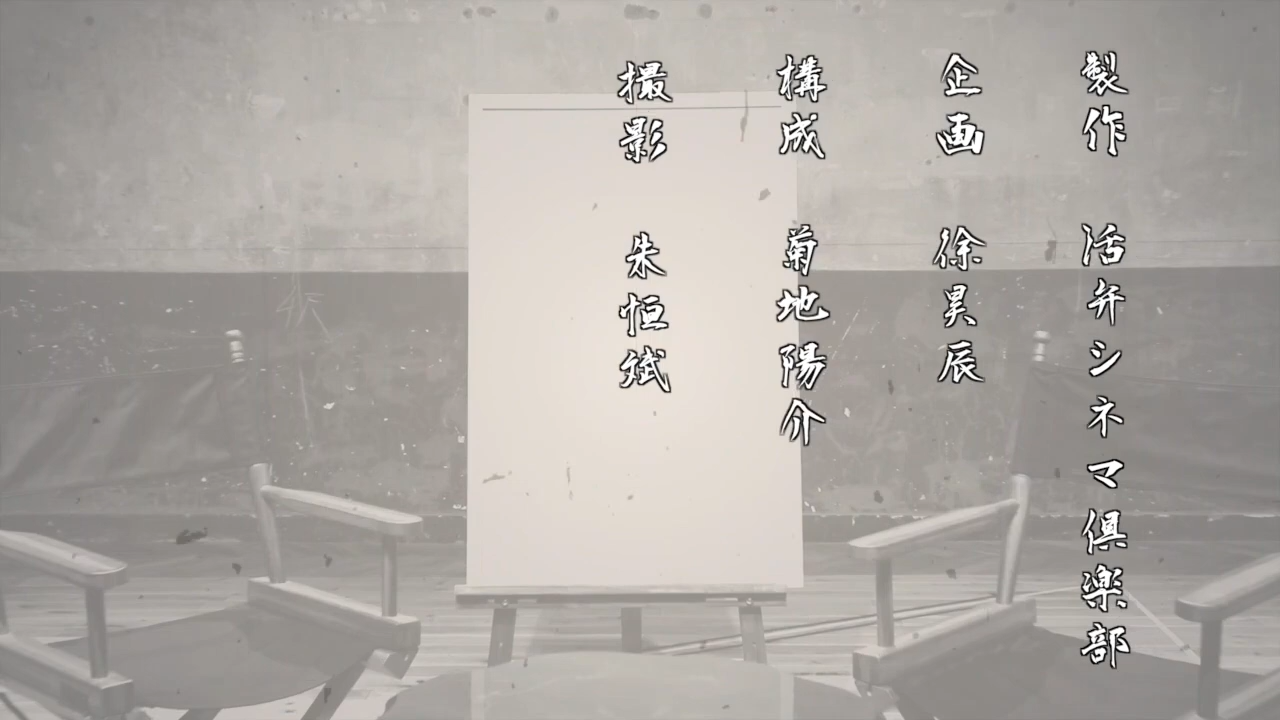 製作 活弁シネマ倶楽部
企画 徐昊辰
構成 菊地陽介
撮影 朱恒斌